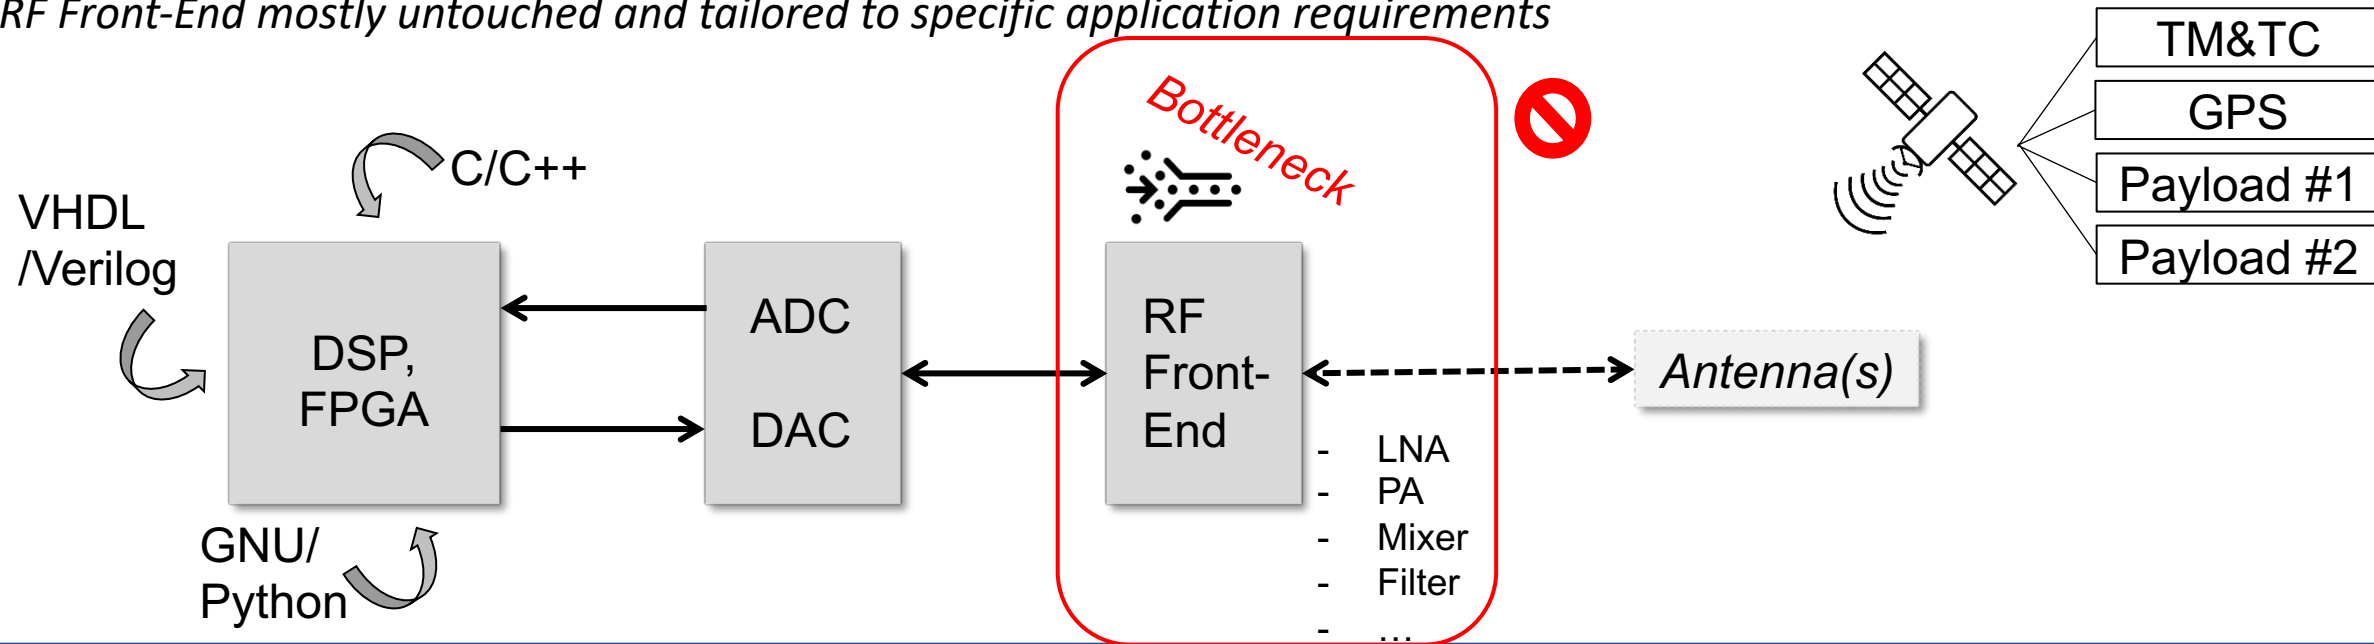 RF Front-End mostly untouched and tailored to specific application requirements
TM&TC
GPS
Payload #1
Payload #2
Bottleneck
C/C++
VHDL
/Verilog
DSP,
FPGA
ADC
DAC
RF
Front-
End
Antenna(s)
- LNA
- PA
- Mixer
- Filter
- ...
GNU/
Python